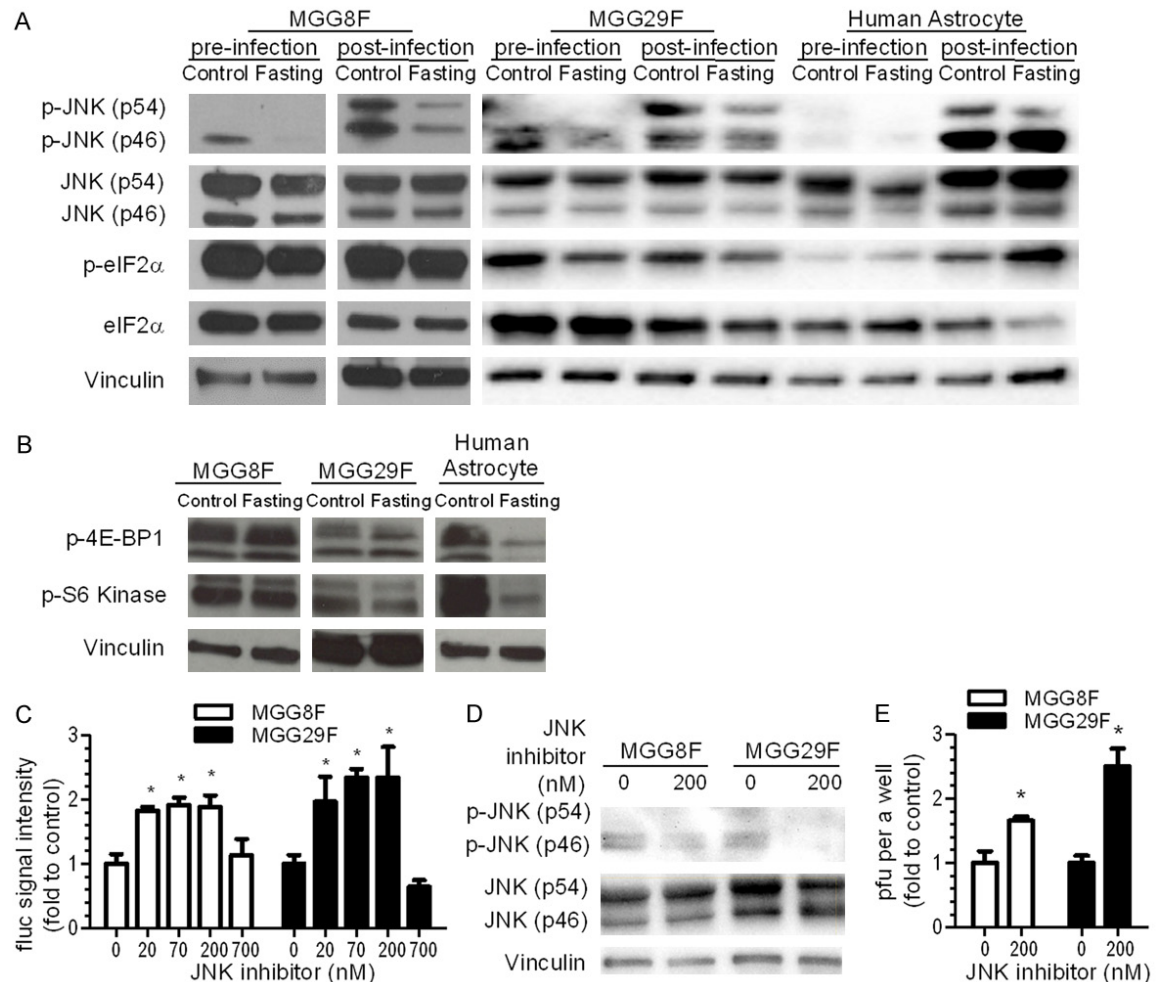 A
MGG8F MGG29F Human Astrocyte
pre-infection post-infection pre-infection post-infection pre-infection post-infection
Control Fasting Control Fasting Control Fasting Control Fasting Control Fasting Control Fasting
p-JNK (p54)
p-JNK (p46)
JNK (p54)
JNK (p46)
p-eIF2α
eIF2α
Vinculin
B
MGG8F MGG29F Human Astrocyte
Control Fasting Control Fasting Control Fasting
p-4E-BP1
p-S6 Kinase
Vinculin
C
MGG8F
MGG29F
fluc signal intensity
(fold to control)
3
2
1
0
* * * * * *
0 20 70 200 700 0 20 70 200 700
JNK inhibitor (nM)
D
JNK inhibitor (nM)
MGG8F MGG29F
0 200 0 200
p-JNK (p54)
p-JNK (p46)
JNK (p54)
JNK (p46)
Vinculin
E
MGG8F
MGG29F
pfu per a well
(fold to control)
3
2
1
0
* *
0 200 0 200
JNK inhibitor (nM)